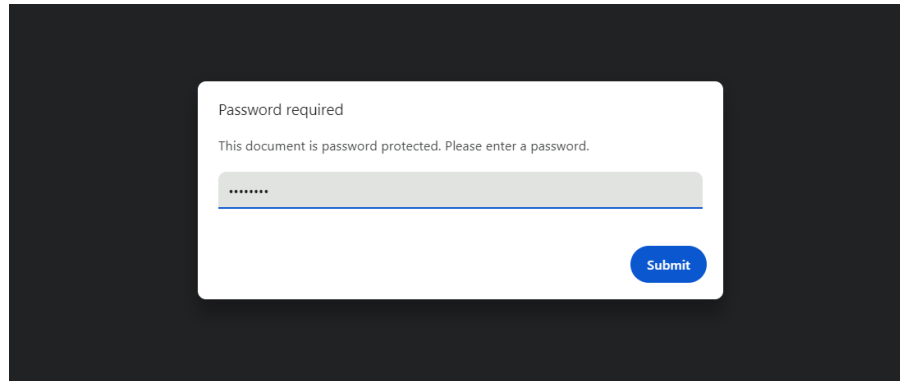 Password required
This document is password protected. Please enter a password.
••••••••
Submit